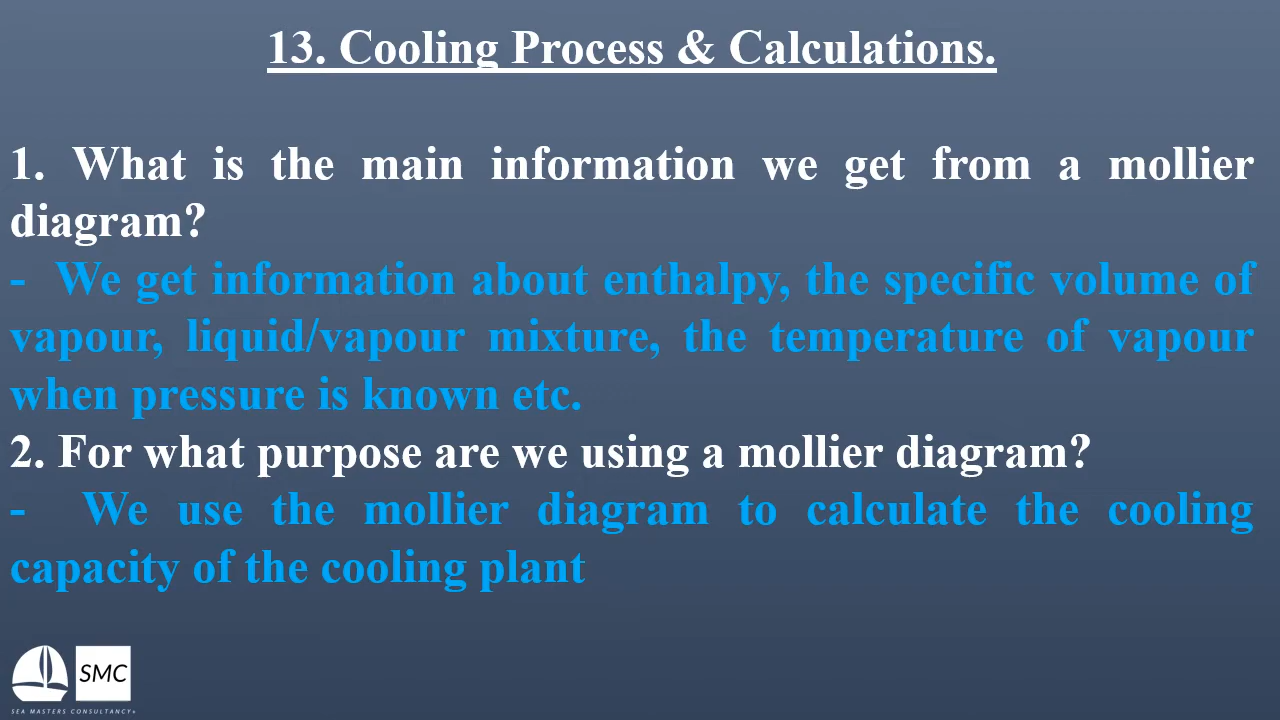 13. Cooling Process & Calculations.
1. What is the main information we get from a mollier
diagram?
- We get information about enthalpy, the specific volume of
vapour, liquid/vapour mixture, the temperature of vapour
when pressure is known etc.
2. For what purpose are we using a mollier diagram?
- We use the mollier diagram to calculate the cooling
capacity of the cooling plant
SMC
SEA MASTERS CONSULTANCY+